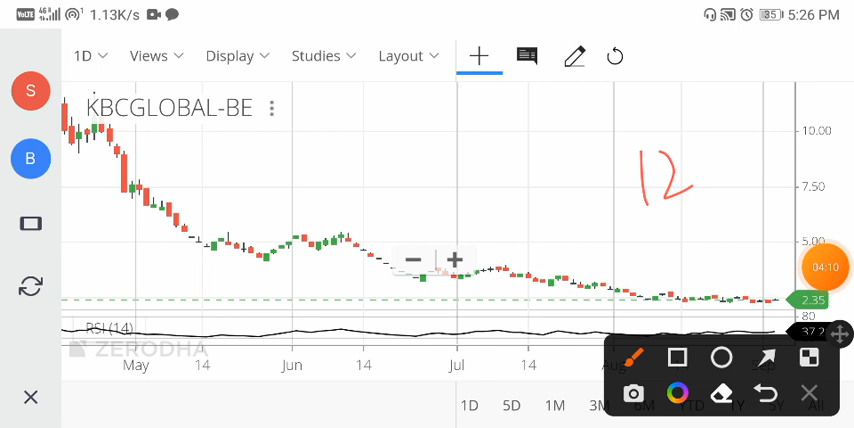 VoLTE 4G 1.13K/s 35 5:26 PM
1D Views Display Studies Layout
S
KBCGLOBAL-BE
B
10.00
12
7.50
5.00
04:10
2.35
80
RSI (14)
37.2
ZERODHA
May 14 Jun 14 Jul 14 Aug Sep
1D 5D 1M 3M 6M YTD 1Y 5Y All